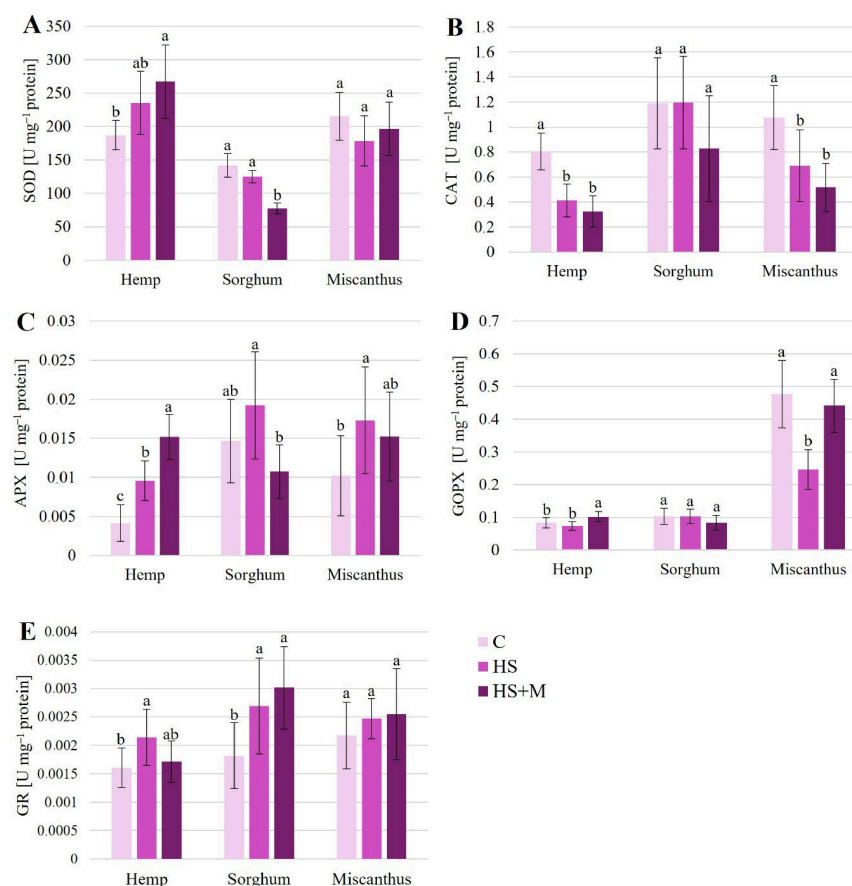 A
SOD [U mg⁻¹ protein]
350
300
250
200
150
100
50
0
b
ab
a
a
a
b
a
a
a
Hemp Sorghum Miscanthus
B
CAT [U mg⁻¹ protein]
1.8
1.6
1.4
1.2
1
0.8
0.6
0.4
0.2
0
a
b
b
a
a
a
a
b
b
Hemp Sorghum Miscanthus
C
APX [U mg⁻¹ protein]
0.03
0.025
0.02
0.015
0.01
0.005
0
c
b
a
ab
a
b
b
a
ab
Hemp Sorghum Miscanthus
D
GOPX [U mg⁻¹ protein]
0.7
0.6
0.5
0.4
0.3
0.2
0.1
0
b
b
a
a
a
a
a
b
a
Hemp Sorghum Miscanthus
E
GR [U mg⁻¹ protein]
0.004
0.0035
0.003
0.0025
0.002
0.0015
0.001
0.0005
0
b
a
ab
b
a
a
a
a
a
Hemp Sorghum Miscanthus
C
HS
HS+M